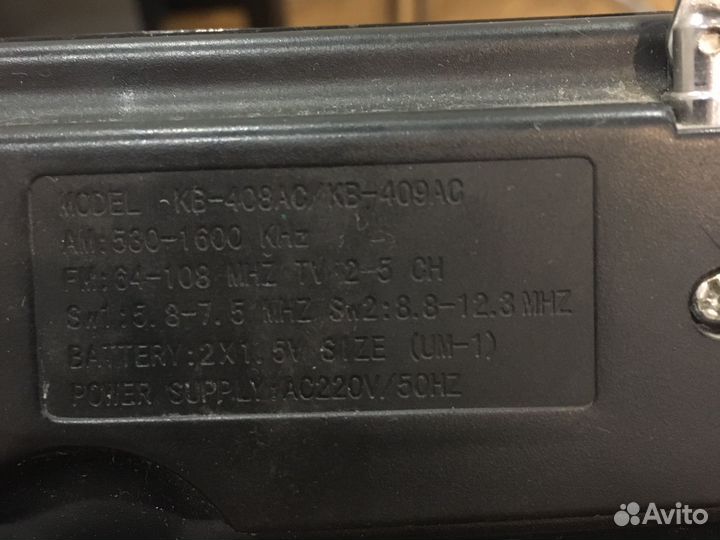 MODEL :KB-408AC/KB-409AC
AM:530-1600 KHz
FM:64-108 MHZ TV 2-5 CH
SW1:5.8-7.5 MHZ SW2:8.8-12.3 MHZ
BATTERY:2X1.5V SIZE (UM-1)
POWER SUPPLY:AC220V/50HZ
Avito